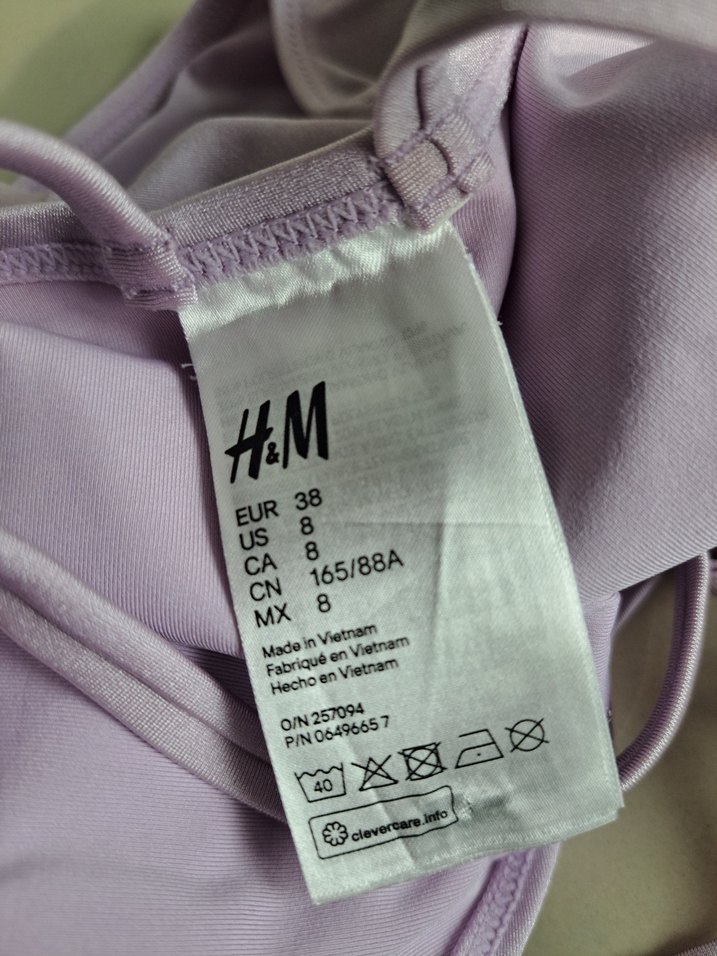 H&M
EUR 38
US 8
CA 8
CN 165/88A
MX 8
Made in Vietnam
Fabriqué en Vietnam
Hecho en Vietnam
O/N 257094
P/N 0649665 7
40
clevercare.info